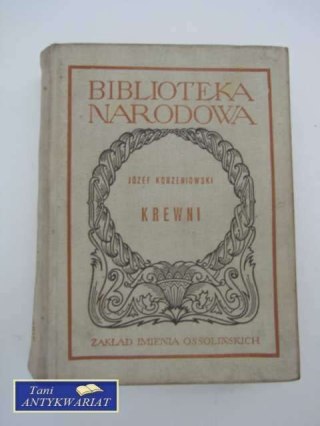 BIBLIOTEKA
NARODOWA
JÓZEF KORZENIOWSKI
KREWNI
ZAKŁAD IMIENIA OSSOLIŃSKICH
Tani
ANTYKWARIAT